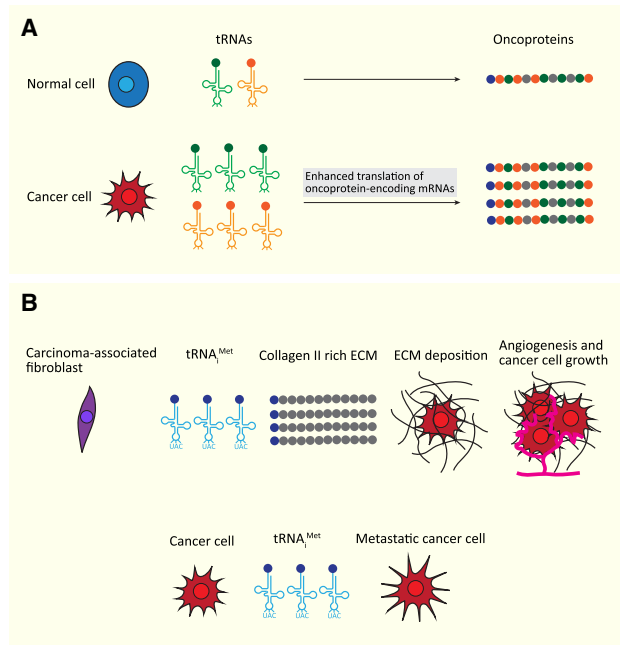 A
tRNAs
Oncoproteins
Normal cell
Cancer cell
Enhanced translation of
oncoprotein-encoding mRNAs
B
Carcinoma-associated
fibroblast
tRNAiMet
Collagen II rich ECM
ECM deposition
Angiogenesis and
cancer cell growth
UAC UAC UAC
Cancer cell
tRNAiMet
Metastatic cancer cell
UAC UAC UAC